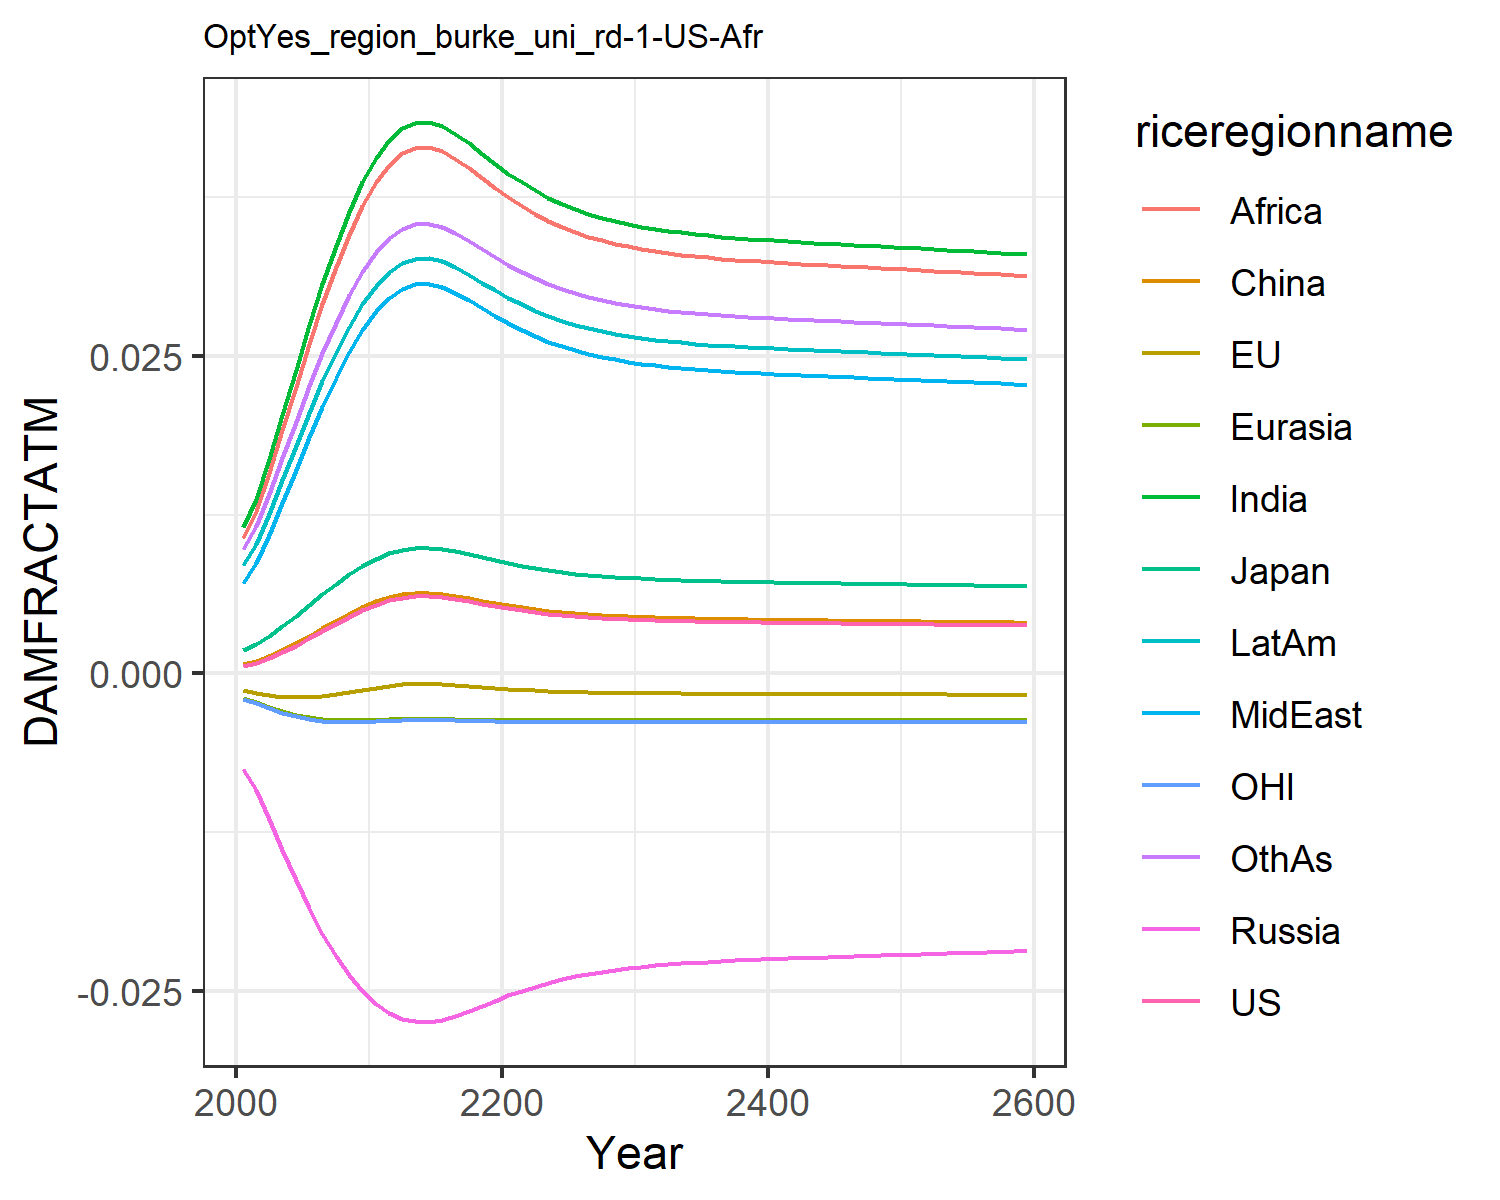 OptYes_region_burke_uni_rd-1-US-Afr
DAMFRACTATM
0.025
0.000
-0.025
2000
2200
2400
2600
Year
riceregionname
Africa
China
EU
Eurasia
India
Japan
LatAm
MidEast
OHI
OthAs
Russia
US